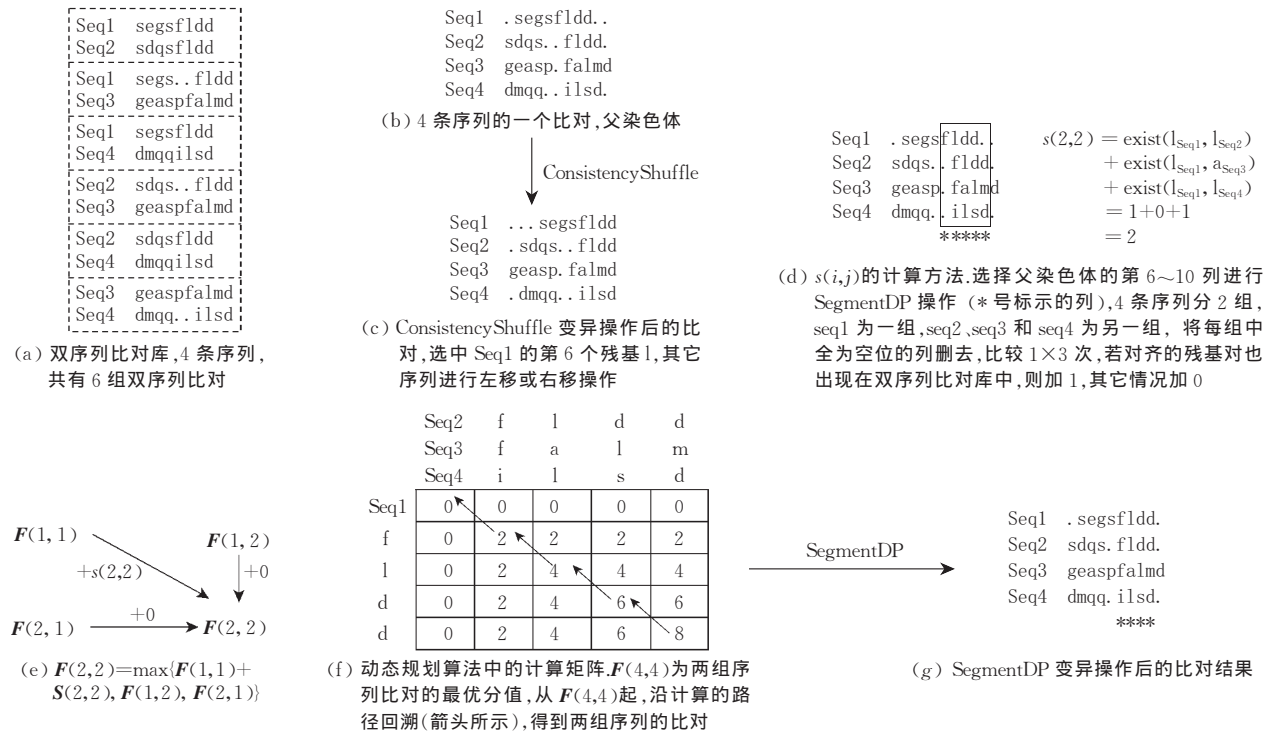 Seq1 segsfldd
Seq2 sdqsfldd
Seq1 segs..fldd
Seq3 geaspfalmd
Seq1 segsfldd
Seq4 dmqqilsd
Seq2 sdqs..fldd
Seq3 geaspfalmd
Seq2 sdqsfldd
Seq4 dmqqilsd
Seq3 geaspfalmd
Seq4 dmqq..ilsd
(a) 双序列比对库,4 条序列,
共有 6 组双序列比对
Seq1 .segsfldd..
Seq2 sdqs..fldd.
Seq3 geasp.falmd
Seq4 dmqq..ilsd.
(b) 4 条序列的一个比对,父染色体
ConsistencyShuffle
Seq1 ...segsfldd
Seq2 .sdqs..fldd
Seq3 geasp.falmd
Seq4 .dmqq..ilsd
(c) ConsistencyShuffle 变异操作后的比
对,选中 Seq1 的第 6 个残基 l,其它
序列进行左移或右移操作
Seq1 .segsfldd..
Seq2 sdqs..fldd.
Seq3 geasp.falmd
Seq4 dmqq..ilsd.
*****
s(2,2) = exist(l_Seq1, l_Seq2)
+ exist(l_Seq1, a_Seq3)
+ exist(l_Seq1, l_Seq4)
= 1+0+1
= 2
(d) s(i,j)的计算方法.选择父染色体的第 6～10 列进行
SegmentDP 操作 (* 号标示的列),4 条序列分 2 组,
seq1 为一组,seq2、seq3 和 seq4 为另一组, 将每组中
全为空位的列删去,比较 1×3 次,若对齐的残基对也
出现在双序列比对库中,则加 1,其它情况加 0
F(1,1)
F(1,2)
+s(2,2)
+0
+0
F(2,1)
F(2,2)
(e) F(2,2)=max{F(1,1)+
S(2,2), F(1,2), F(2,1)}
Seq2 f l d d
Seq3 f a l m
Seq4 i l s d
Seq1 0 0 0 0 0
f 0 2 2 2 2
l 0 2 4 4 4
d 0 2 4 6 6
d 0 2 4 6 8
(f) 动态规划算法中的计算矩阵.F(4,4)为两组序
列比对的最优分值,从 F(4,4)起,沿计算的路
径回溯(箭头所示),得到两组序列的比对
SegmentDP
Seq1 .segsfldd.
Seq2 sdqs.fldd.
Seq3 geaspfalmd
Seq4 dmqq.ilsd.
****
(g) SegmentDP 变异操作后的比对结果